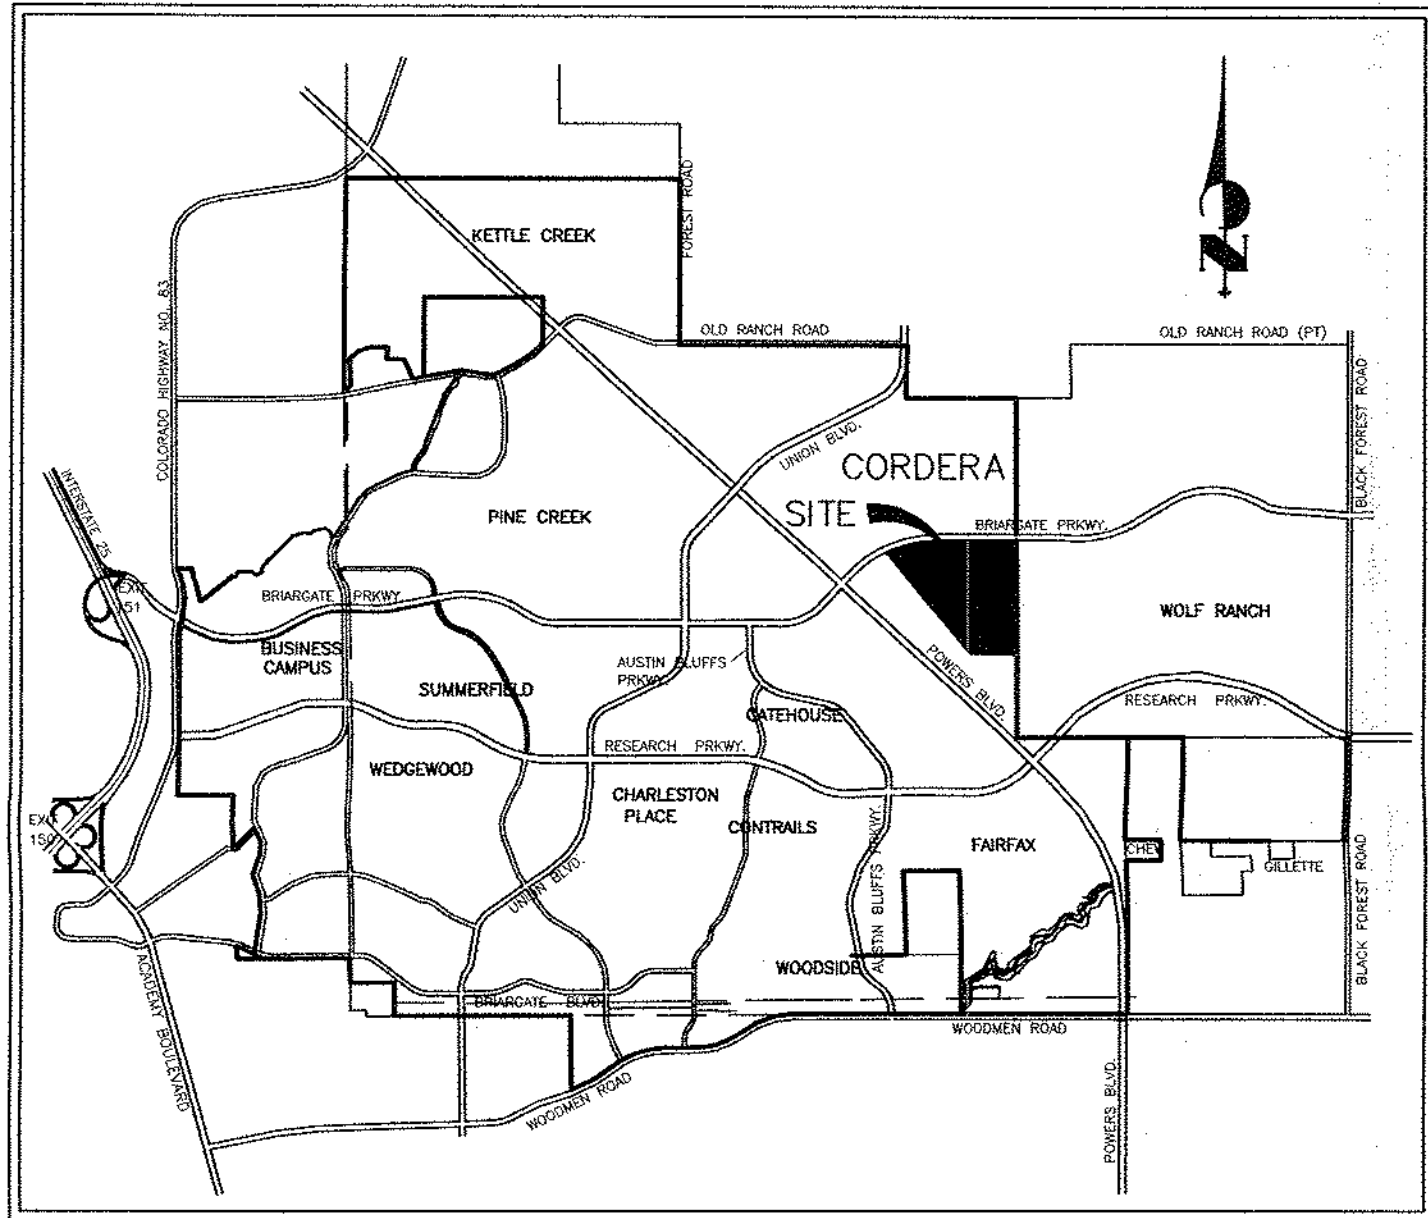 FOREST ROAD
KETTLE CREEK
COLORADO HIGHWAY NO. 83
OLD RANCH ROAD
OLD RANCH ROAD (PT)
BLACK FOREST ROAD
UNION BLVD.
CORDERA
SITE
INTERSTATE 25
PINE CREEK
BRIARGATE PRKWY.
EXIT
151
BRIARGATE PRKWY.
WOLF RANCH
BUSINESS
CAMPUS
AUSTIN BLUFFS
PRKWY.
POWERS BLVD.
SUMMERFIELD
RESEARCH PRKWY.
GATEHOUSE
RESEARCH PRKWY.
WEDGEWOOD
CHARLESTON
PLACE
CONTRAILS
EXIT
150
AUSTIN BLUFFS PRKWY.
FAIRFAX
CHEV
GILLETTE
UNION BLVD.
BLACK FOREST ROAD
WOODSIDE
ACADEMY BOULEVARD
BRIARGATE BLVD.
WOODMEN ROAD
WOODMEN ROAD
POWERS BLVD.
N